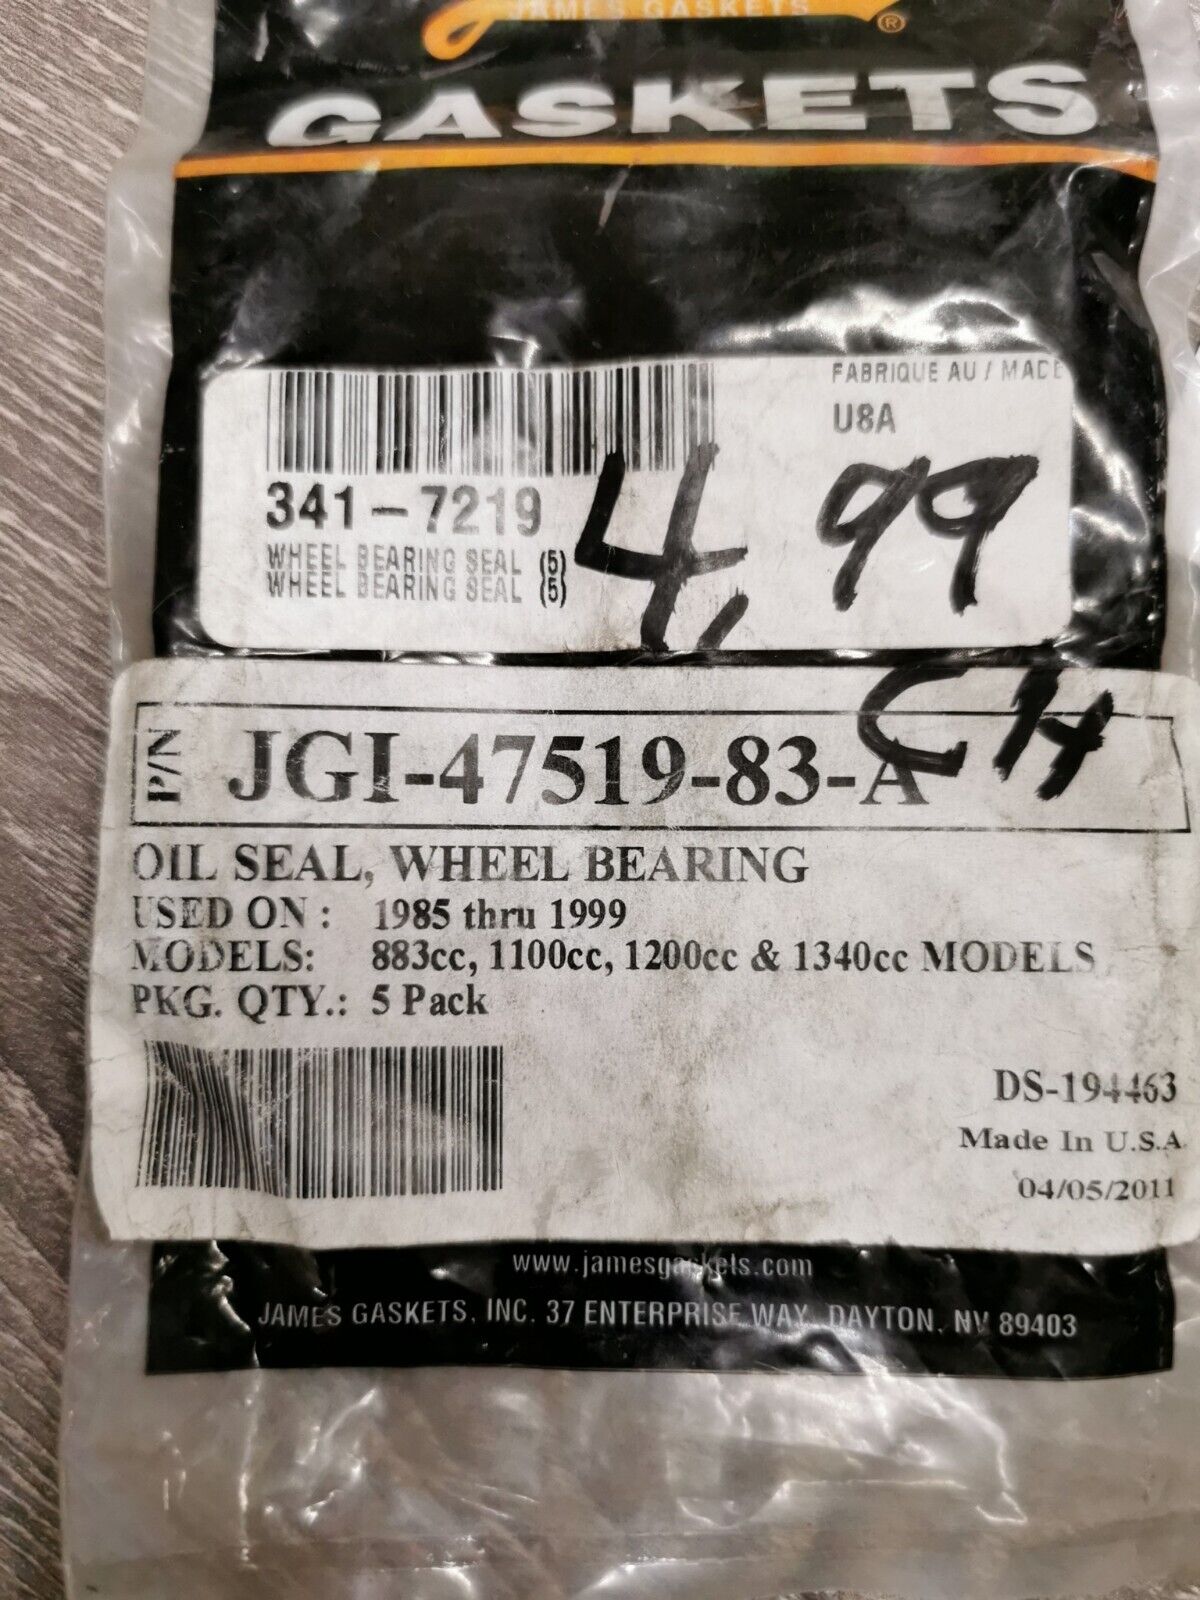 JAMES GASKETS
®
GASKETS
FABRIQUE AU / MADE
U8A
341-7219
4,99
WHEEL BEARING SEAL (5)
WHEEL BEARING SEAL (5)
CH
P/N JGI-47519-83-A
OIL SEAL, WHEEL BEARING
USED ON : 1985 thru 1999
MODELS: 883cc, 1100cc, 1200cc & 1340cc MODELS
PKG. QTY.: 5 Pack
DS-194463
Made In U.S.A
04/05/2011
www.jamesgaskets.com
JAMES GASKETS, INC. 37 ENTERPRISE WAY, DAYTON, NV 89403